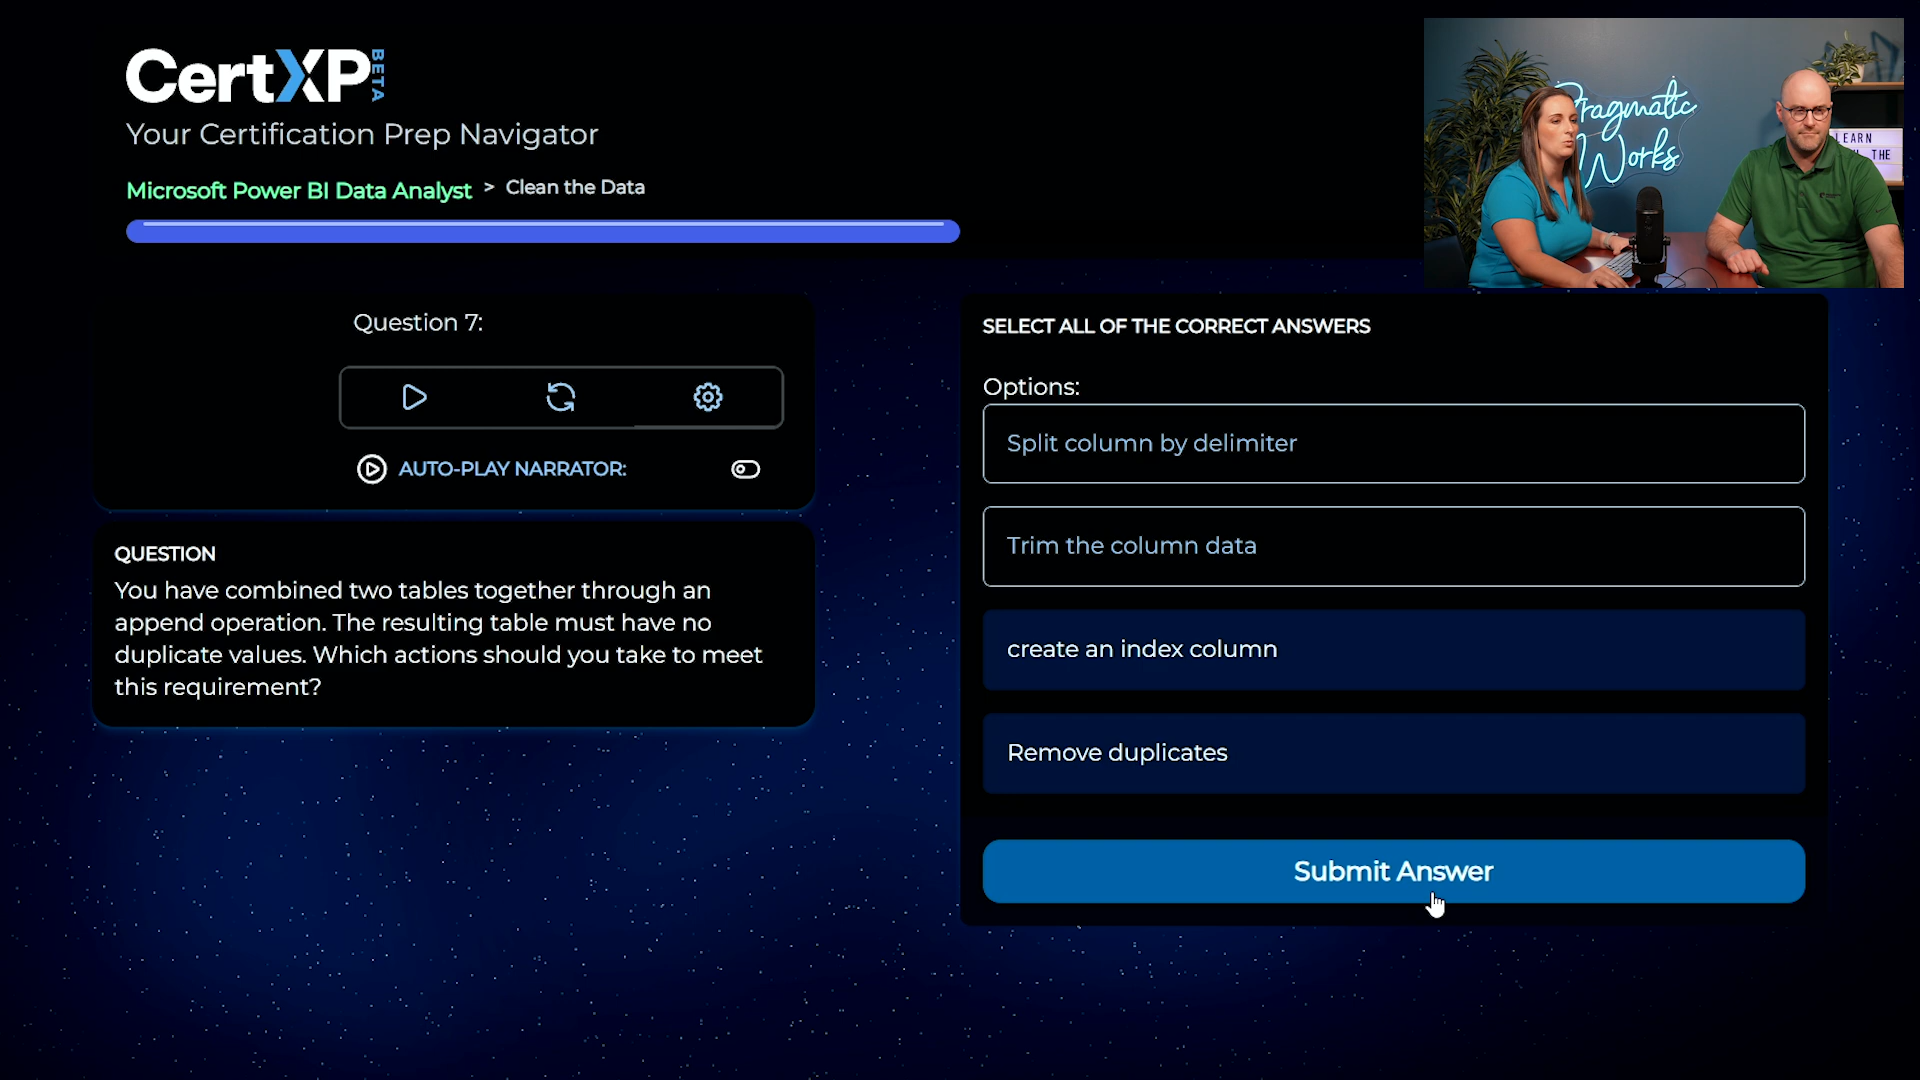 CertXP BETA
Your Certification Prep Navigator
Microsoft Power BI Data Analyst > Clean the Data
Pragmatic
Works
LEARN
THE
Question 7:
AUTO-PLAY NARRATOR:
QUESTION
You have combined two tables together through an
append operation. The resulting table must have no
duplicate values. Which actions should you take to meet
this requirement?
SELECT ALL OF THE CORRECT ANSWERS
Options:
Split column by delimiter
Trim the column data
create an index column
Remove duplicates
Submit Answer